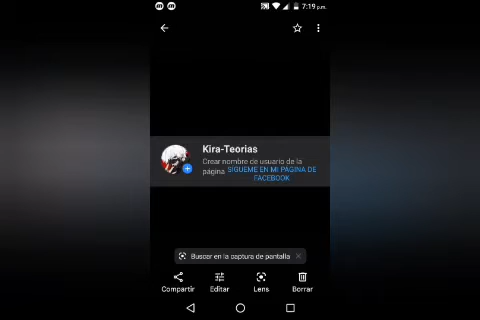 7:19 p.m.
Kira-Teorias
Crear nombre de usuario de la
página
SIGUEME EN MI PAGINA DE
FACEBOOK
Buscar en la captura de pantalla
Compartir
Editar
Lens
Borrar